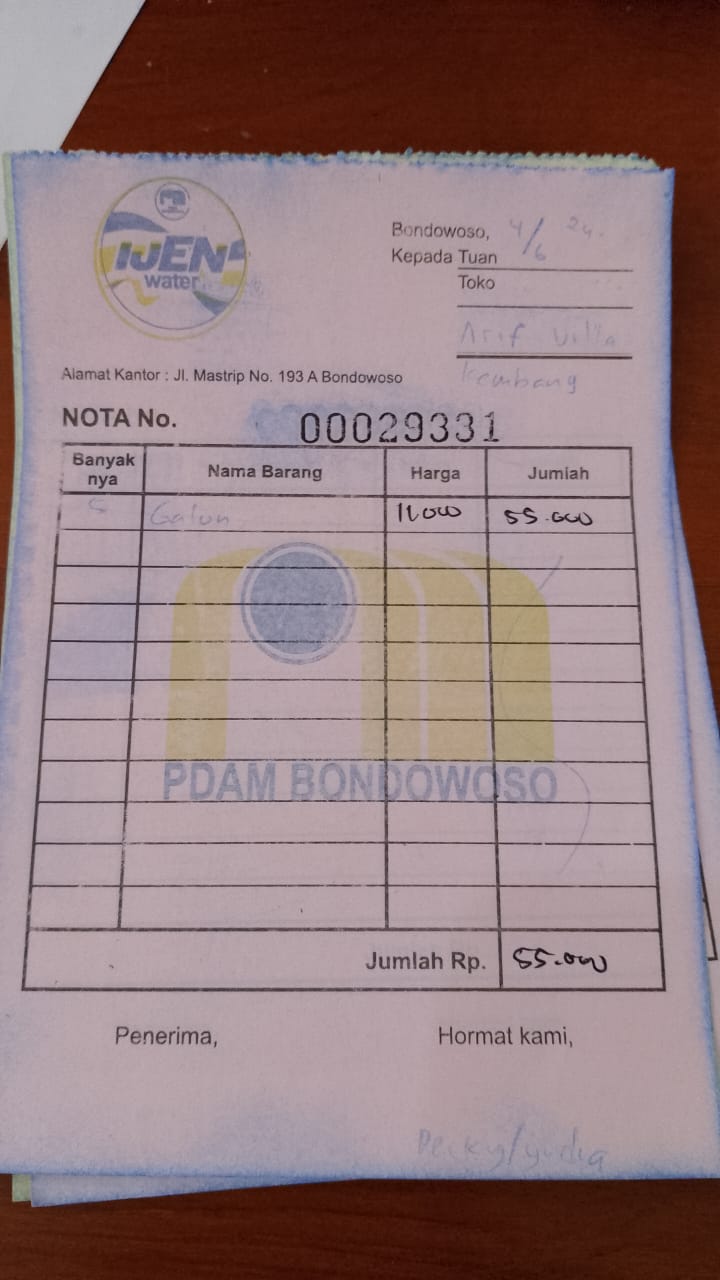 IJEN
water
Bondowoso, 4/6 24.
Kepada Tuan
Toko
Arif Villa
Kembang
Alamat Kantor : Jl. Mastrip No. 193 A Bondowoso
NOTA No. 00029331
Banyak nya Nama Barang Harga Jumlah
5 Galon 11.000 55.000
PDAM BONDOWOSO
Jumlah Rp. 55.000
Penerima, Hormat kami,